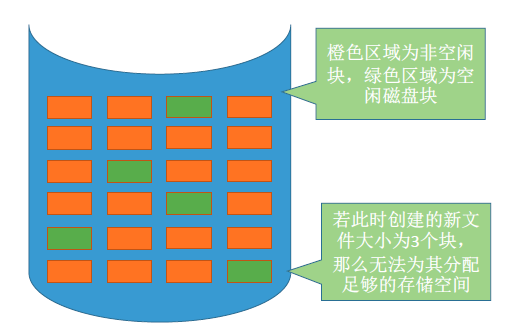 橙色区域为非空闲
块，绿色区域为空
闲磁盘块
若此时创建的新文
件大小为3个块，
那么无法为其分配
足够的存储空间